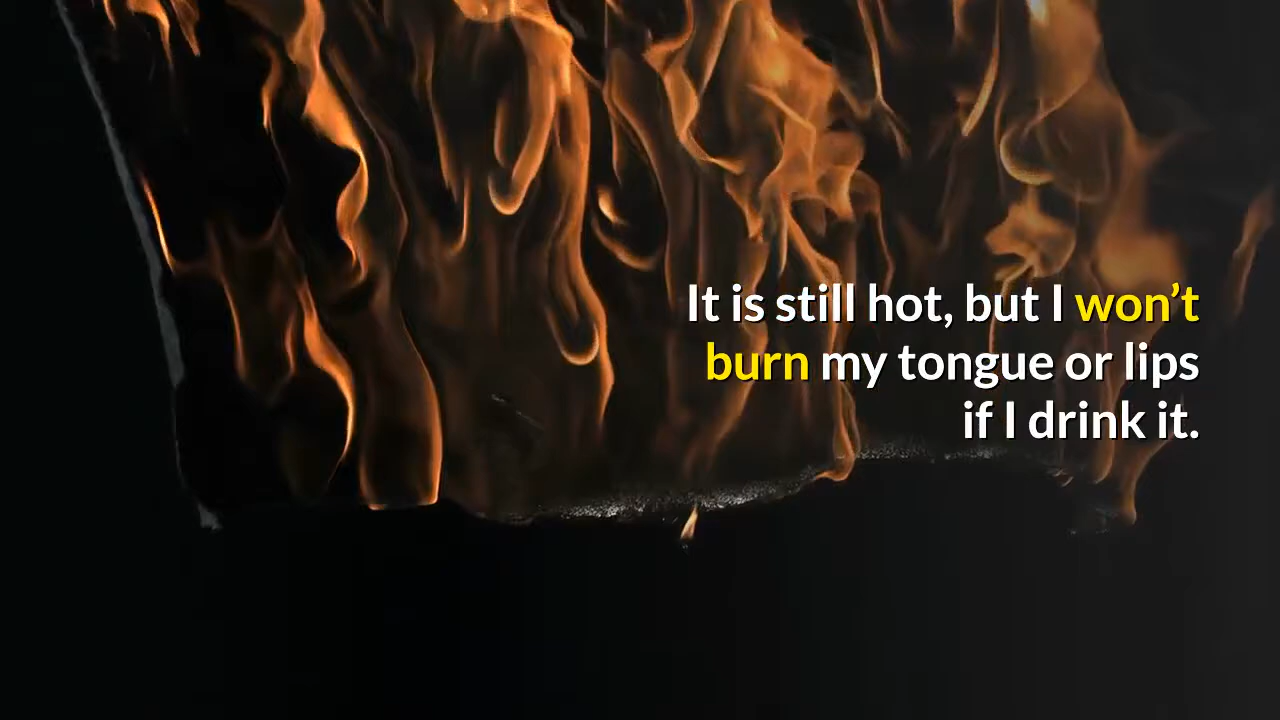 It is still hot, but I won’t
burn my tongue or lips
if I drink it.